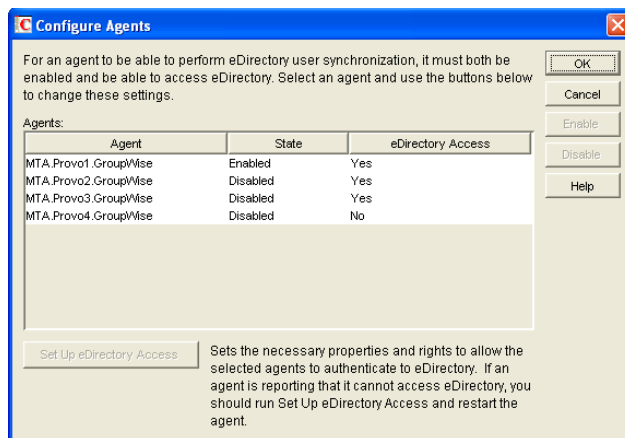 Configure Agents
For an agent to be able to perform eDirectory user synchronization, it must both be
enabled and be able to access eDirectory. Select an agent and use the buttons below
to change these settings.
OK
Cancel
Enable
Disable
Help
Agents:
Agent State eDirectory Access
MTA.Provo1.GroupWise Enabled Yes
MTA.Provo2.GroupWise Disabled Yes
MTA.Provo3.GroupWise Disabled Yes
MTA.Provo4.GroupWise Disabled No
Set Up eDirectory Access
Sets the necessary properties and rights to allow the
selected agents to authenticate to eDirectory. If an
agent is reporting that it cannot access eDirectory, you
should run Set Up eDirectory Access and restart the
agent.